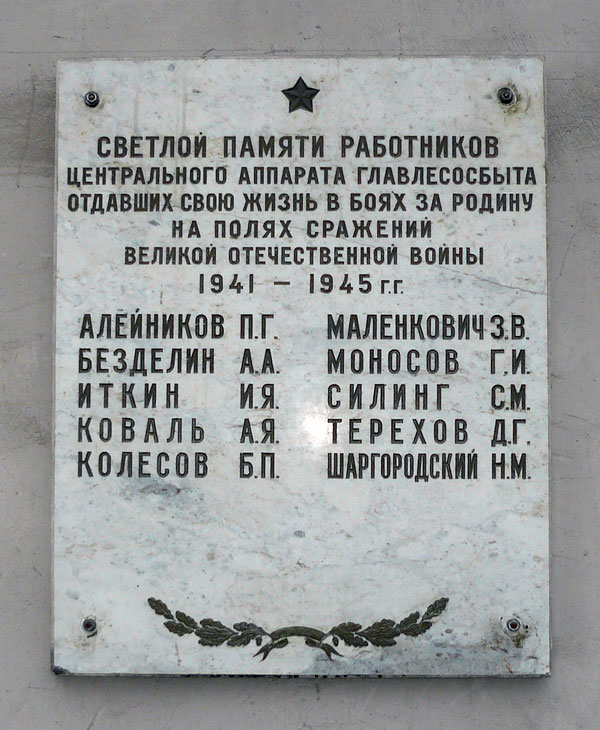 СВЕТЛОЙ ПАМЯТИ РАБОТНИКОВ
ЦЕНТРАЛЬНОГО АППАРАТА ГЛАВЛЕСОСБЫТА
ОТДАВШИХ СВОЮ ЖИЗНЬ В БОЯХ ЗА РОДИНУ
НА ПОЛЯХ СРАЖЕНИЙ
ВЕЛИКОЙ ОТЕЧЕСТВЕННОЙ ВОЙНЫ
1941 – 1945 г.г.
АЛЕЙНИКОВ П.Г.
БЕЗДЕЛИН А.А.
ИТКИН И.Я.
КОВАЛЬ А.Я.
КОЛЕСОВ Б.П.
МАЛЕНКОВИЧ З.В.
МОНОСОВ Г.И.
СИЛИНГ С.М.
ТЕРЕХОВ Д.Г.
ШАРГОРОДСКИЙ Н.М.